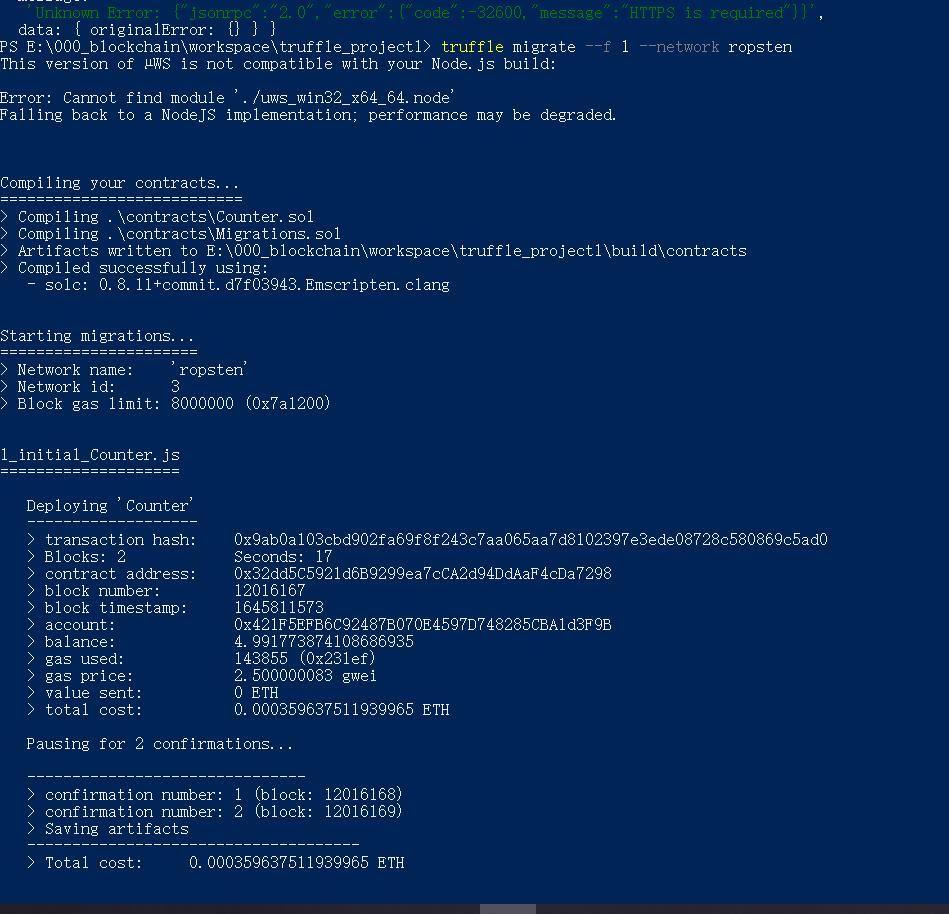 'Unknown Error: {"jsonrpc":"2.0","error":{"code":-32600,"message":"HTTPS is required"}}',
data: { originalError: {} } }
PS E:\000_blockchain\workspace\truffle_project1> truffle migrate --f 1 --network ropsten
This version of µWS is not compatible with your Node.js build:
Error: Cannot find module './uws_win32_x64_64.node'
Falling back to a NodeJS implementation; performance may be degraded.
Compiling your contracts...
===========================
> Compiling .\contracts\Counter.sol
> Compiling .\contracts\Migrations.sol
> Artifacts written to E:\000_blockchain\workspace\truffle_project1\build\contracts
> Compiled successfully using:
- solc: 0.8.11+commit.d7f03943.Emscripten.clang
Starting migrations...
======================
> Network name: 'ropsten'
> Network id: 3
> Block gas limit: 8000000 (0x7a1200)
1_initial_Counter.js
====================
Deploying 'Counter'
-------------------
> transaction hash: 0x9ab0a103cbd902fa69f8f243c7aa065aa7d8102397e3ede08728c580869c5ad0
> Blocks: 2 Seconds: 17
> contract address: 0x32dd5C5921d6B9299ea7cCA2d94DdAaF4cDa7298
> block number: 12016167
> block timestamp: 1645811573
> account: 0x421F5EFB6C92487B070E4597D748285CBA1d3F9B
> balance: 4.991773874108686935
> gas used: 143855 (0x231ef)
> gas price: 2.500000083 gwei
> value sent: 0 ETH
> total cost: 0.000359637511939965 ETH
Pausing for 2 confirmations...
-------------------------------
> confirmation number: 1 (block: 12016168)
> confirmation number: 2 (block: 12016169)
> Saving artifacts
-------------------------------------
> Total cost: 0.000359637511939965 ETH